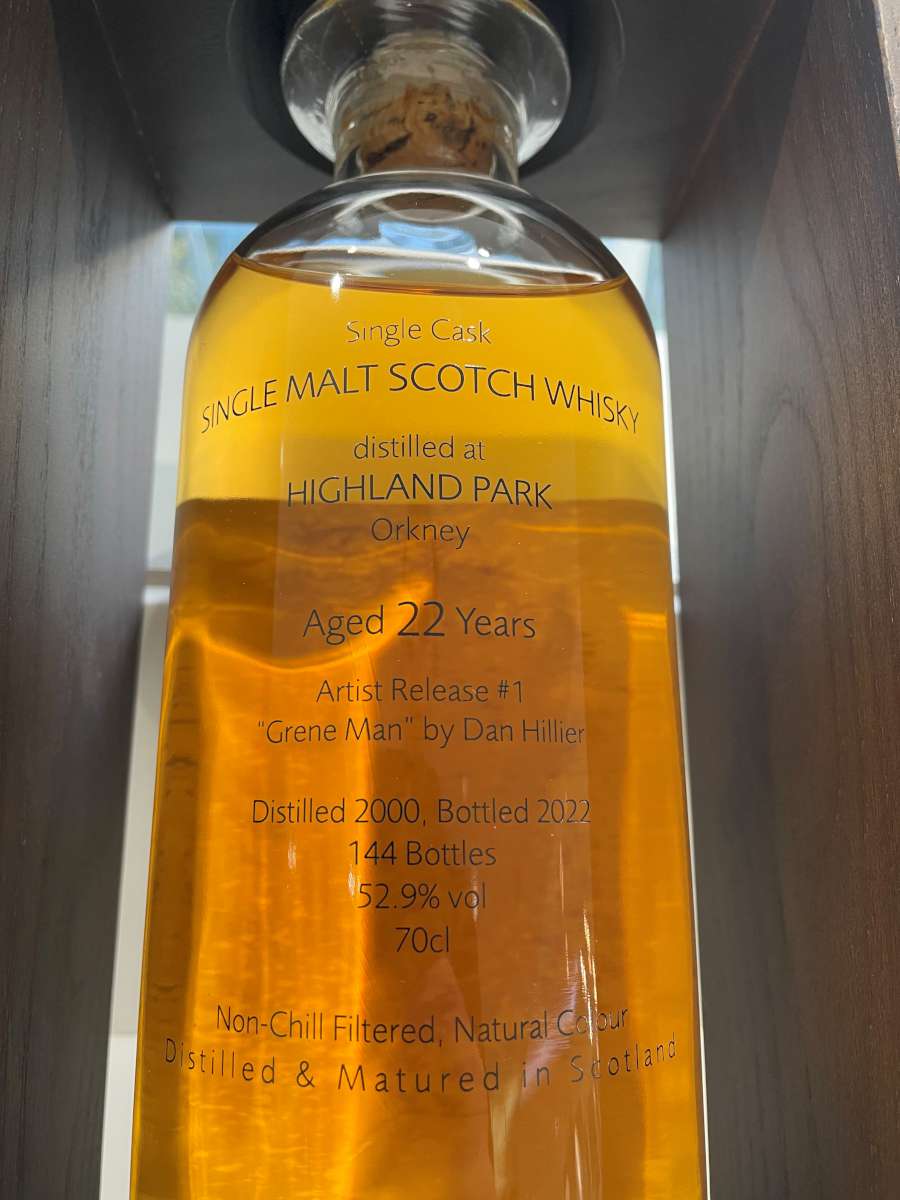 Single Cask
SINGLE MALT SCOTCH WHISKY
distilled at
HIGHLAND PARK
Orkney
Aged 22 Years
Artist Release #1
“Grene Man” by Dan Hillier
Distilled 2000, Bottled 2022
144 Bottles
52.9% vol
70cl
Non-Chill Filtered, Natural Colour
Distilled & Matured in Scotland